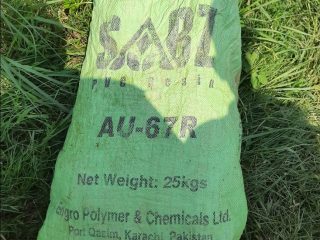 SABZ
PVC Resin
AU-67R
Net Weight: 25kgs
Engro Polymer & Chemicals Ltd.
Port Qasim, Karachi, Pakistan